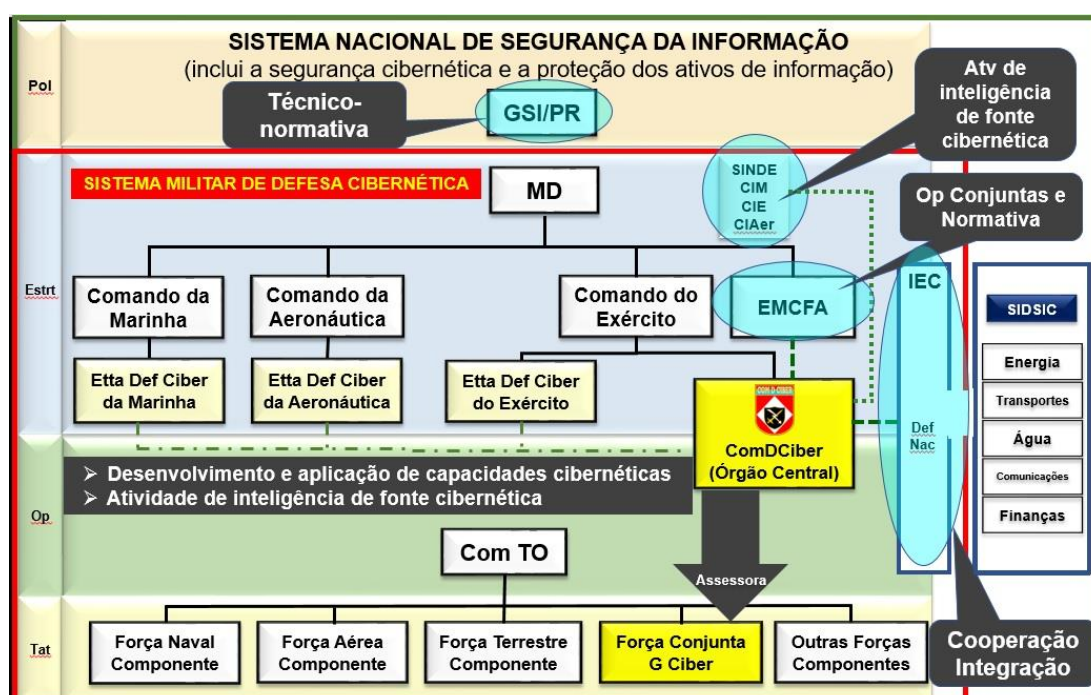 Pol
SISTEMA NACIONAL DE SEGURANÇA DA INFORMAÇÃO
(inclui a segurança cibernética e a proteção dos ativos de informação)
Técnico-
normativa
GSI/PR
Atv de
inteligência
de fonte
cibernética
Estrt
SISTEMA MILITAR DE DEFESA CIBERNÉTICA
MD
SINDE
CIM
CIE
CIAer
Op Conjuntas e
Normativa
Comando da
Marinha
Comando da
Aeronáutica
Comando do
Exército
EMCFA
IEC
SIDSIC
Etta Def Ciber
da Marinha
Etta Def Ciber
da Aeronáutica
Etta Def Ciber
do Exército
COM D CIBER
ComDCiber
(Órgão Central)
Def
Nac
Energia
Transportes
Água
Comunicações
Finanças
Op
➢ Desenvolvimento e aplicação de capacidades cibernéticas
➢ Atividade de inteligência de fonte cibernética
Com TO
Assessora
Tat
Força Naval
Componente
Força Aérea
Componente
Força Terrestre
Componente
Força Conjunta
G Ciber
Outras Forças
Componentes
Cooperação
Integração